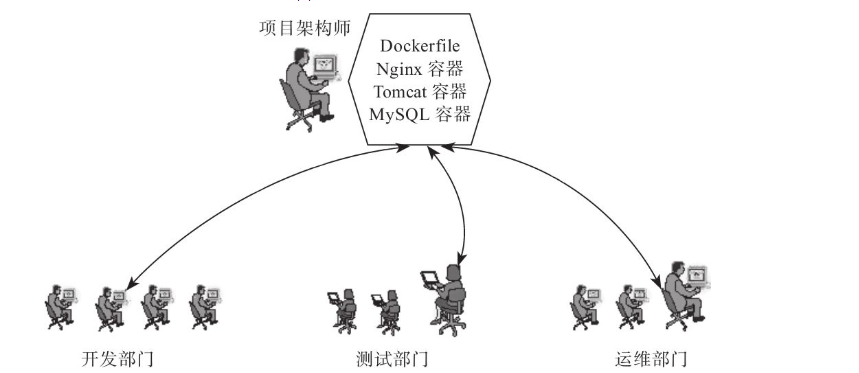 项目架构师
Dockerfile
Nginx 容器
Tomcat 容器
MySQL 容器
开发部门
测试部门
运维部门